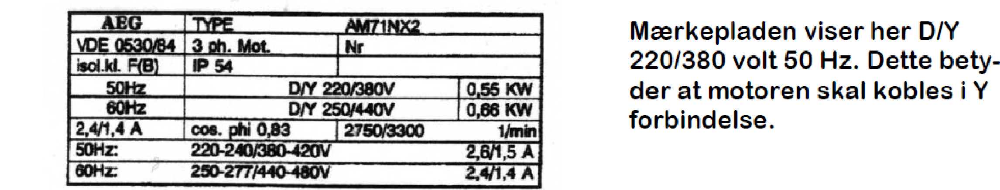 AEG TYPE AM71NX2
VDE 0530/84 3 ph. Mot. Nr
isol.kl. F(B) IP 54
50Hz D/Y 220/380V 0,55 KW
60Hz D/Y 250/440V 0,66 KW
2,4/1,4 A cos. phi 0,83 2750/3300 1/min
50Hz: 220-240/380-420V 2,6/1,5 A
60Hz: 250-277/440-480V 2,4/1,4 A
Mærkepladen viser her D/Y
220/380 volt 50 Hz. Dette bety-
der at motoren skal kobles i Y
forbindelse.